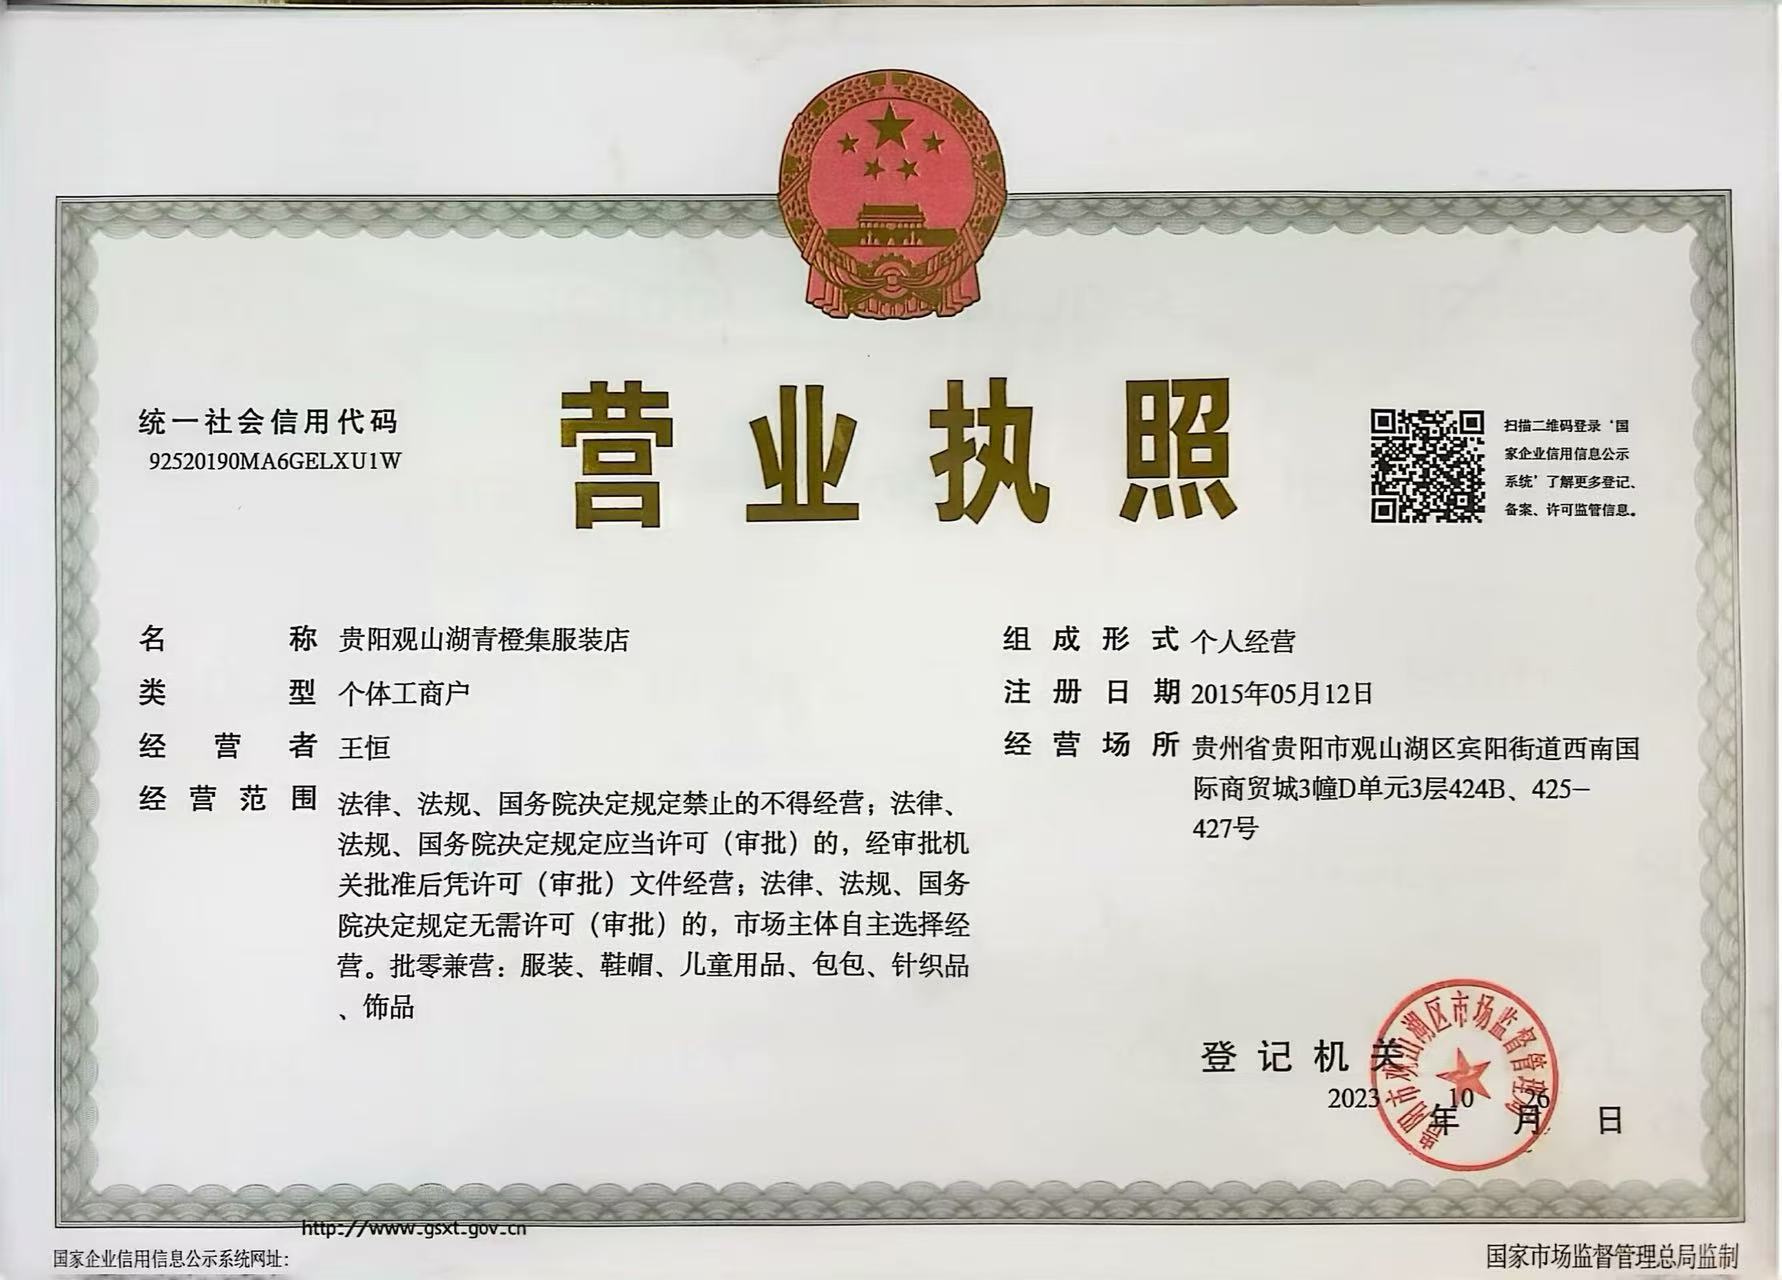 统一社会信用代码
92520190MA6GELXU1W
营业执照
扫描二维码登录‘国
家企业信用信息公示
系统’了解更多登记、
备案、许可监管信息。
名称 贵阳观山湖青橙集服装店
类型 个体工商户
经营者 王恒
经营范围 法律、法规、国务院决定规定禁止的不得经营；法律、
法规、国务院决定规定应当许可（审批）的，经审批机
关批准后凭许可（审批）文件经营；法律、法规、国务
院决定规定无需许可（审批）的，市场主体自主选择经
营。批零兼营：服装、鞋帽、儿童用品、包包、针织品
、饰品
组成形式 个人经营
注册日期 2015年05月12日
经营场所 贵州省贵阳市观山湖区宾阳街道西南国
际商贸城3幢D单元3层424B、425—
427号
登记机关
贵阳市观山湖区市场监督管理局
2023 10 26
年 月 日
http://www.gsxt.gov.cn
国家企业信用信息公示系统网址：
国家市场监督管理总局监制